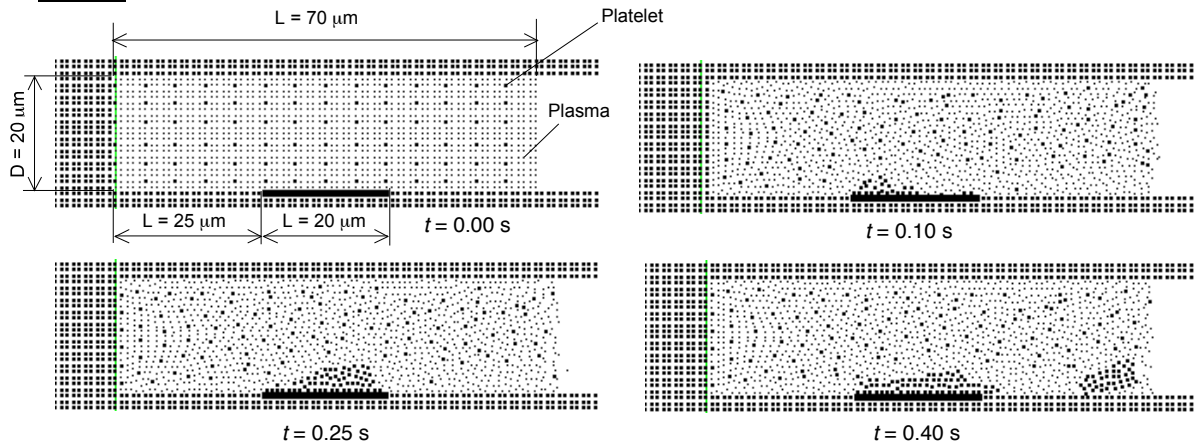 L = 70 μm
Platelet
Plasma
D = 20 μm
L = 25 μm
L = 20 μm
t = 0.00 s
t = 0.10 s
t = 0.25 s
t = 0.40 s